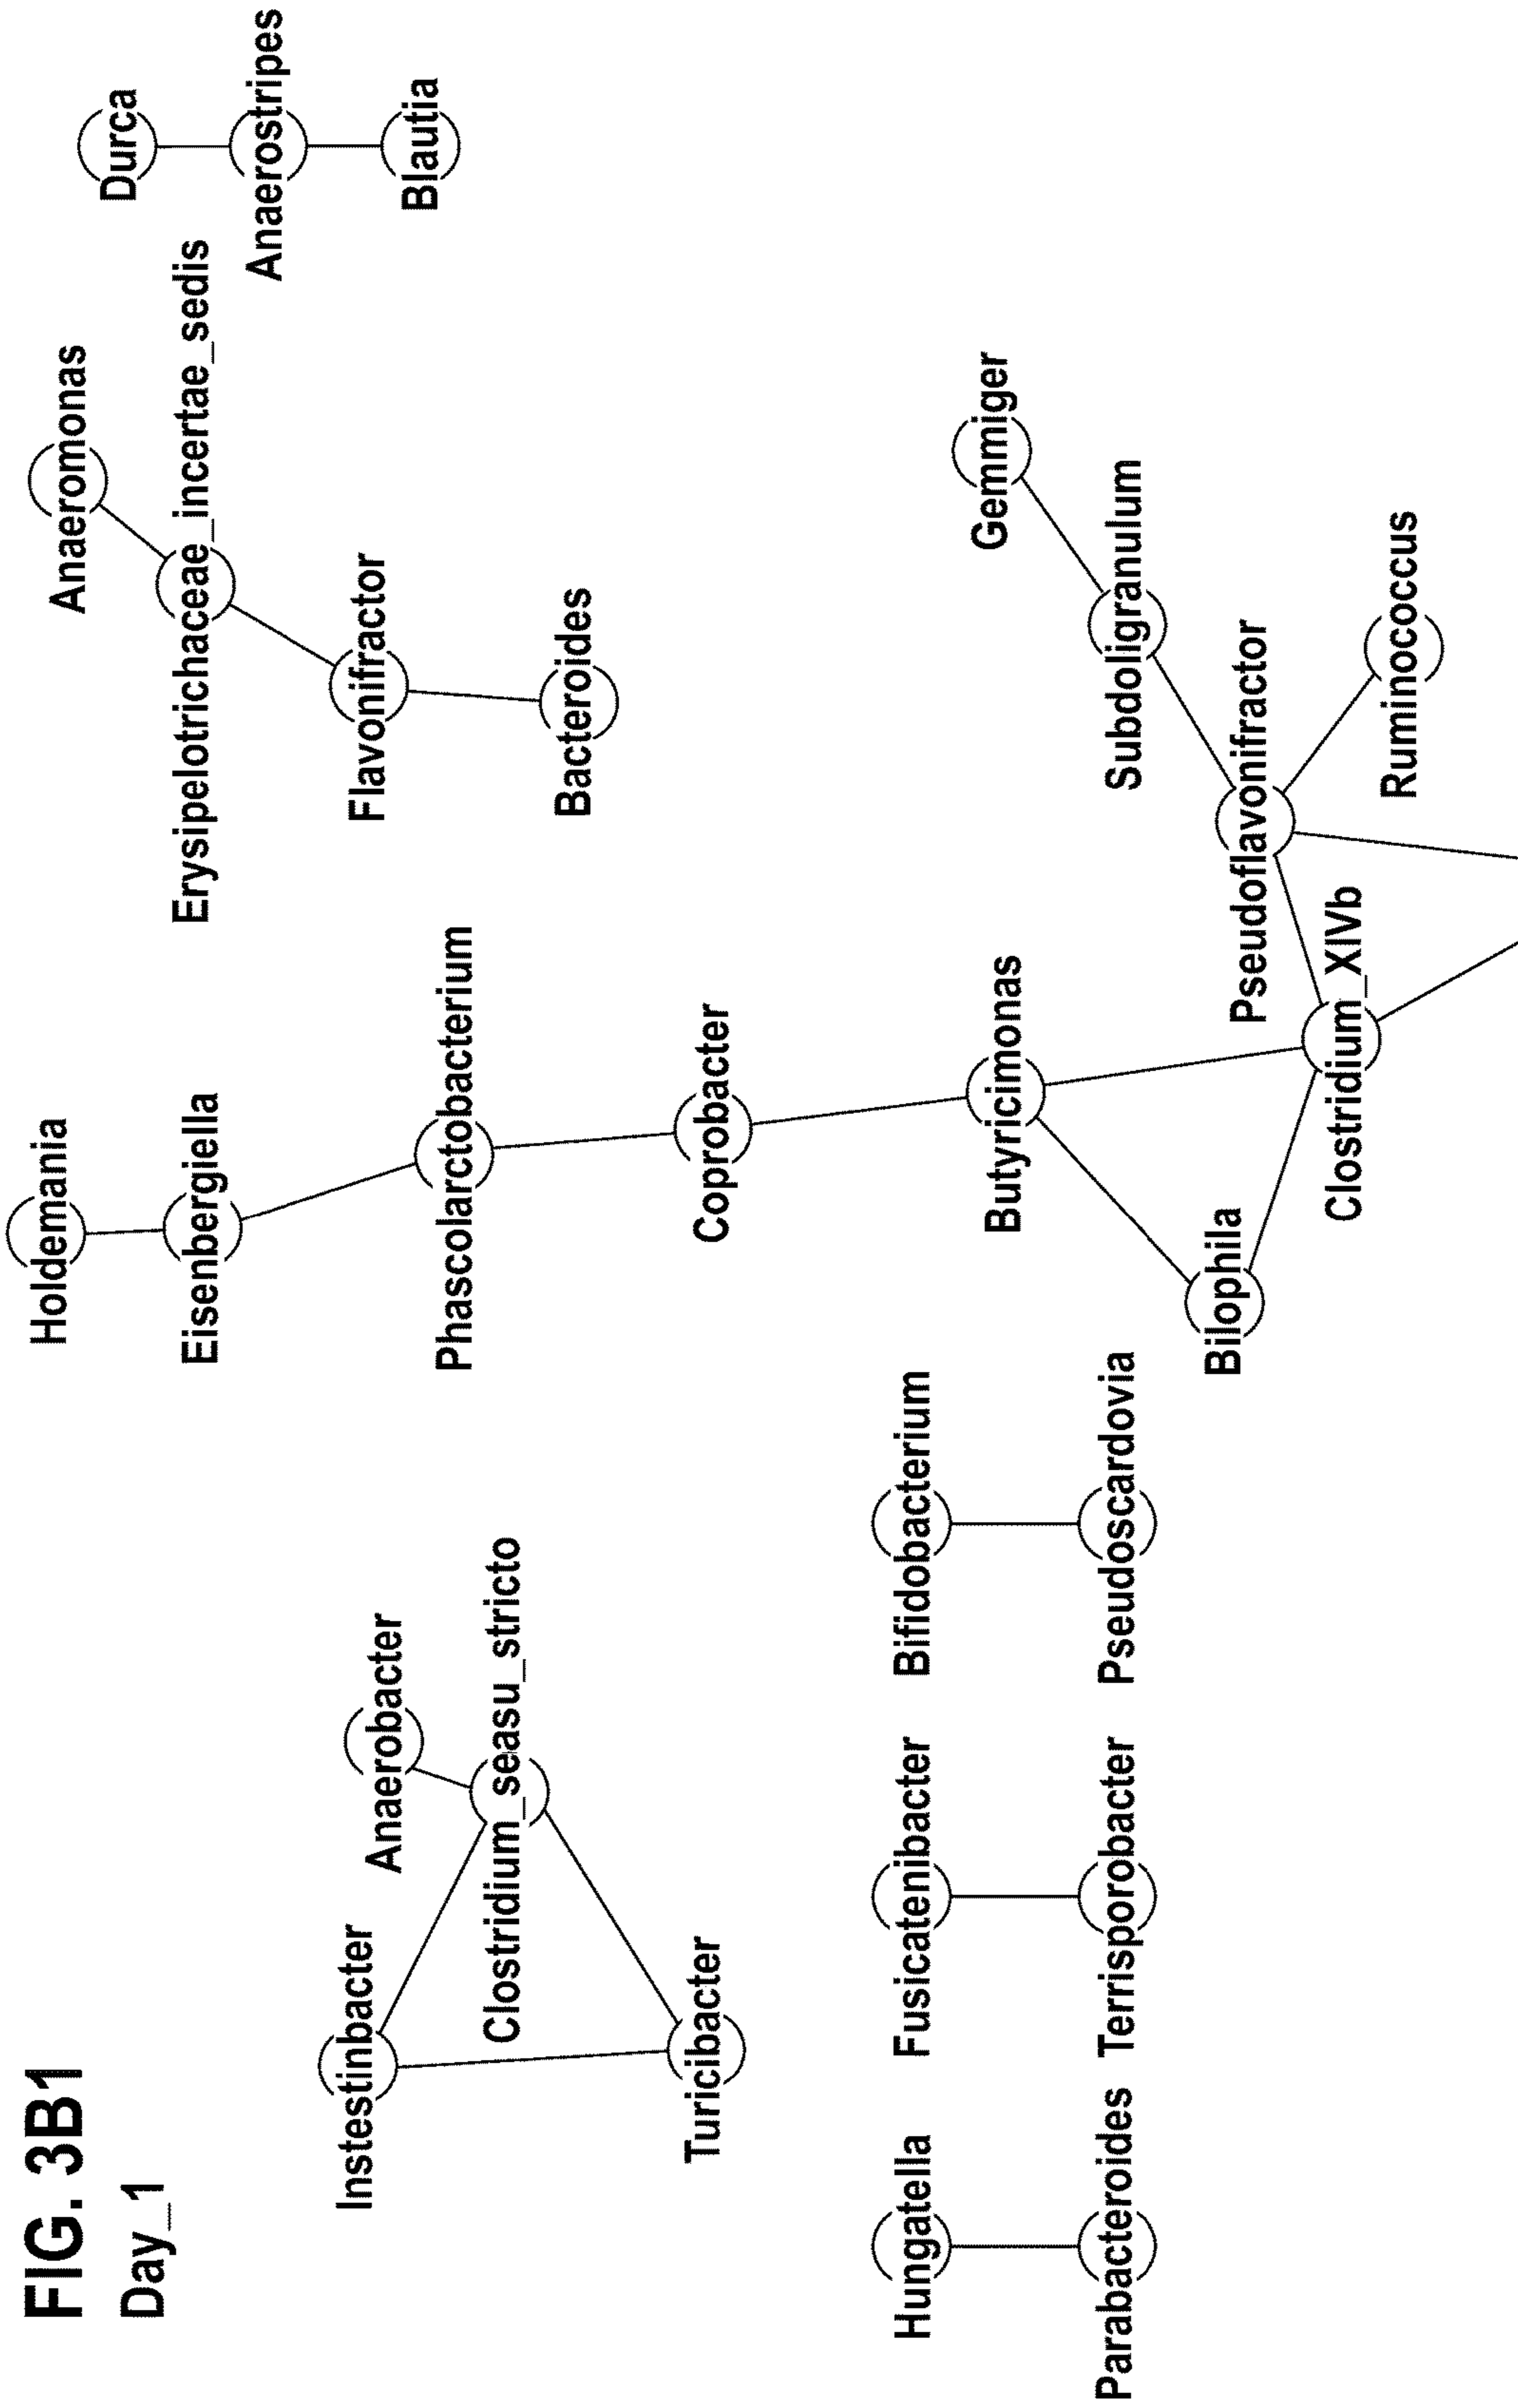 FIG. 3B1
Day_1
Instestinbacter
Anaerobacter
Clostridium_seasu_stricto
Turicibacter
Hungatella
Parabacteroides
Fusicatenibacter
Terrisporobacter
Bifidobacterium
Pseudoscardovia
Holdemania
Eisenbergiella
Phascolarctobacterium
Coprobacter
Butyricimonas
Bilophila
Clostridium_XIVb
Pseudoflavonifractor
Subdoligranulum
Gemmiger
Ruminococcus
Anaeromonas
Erysipelotrichaceae_incertae_sedis
Flavonifractor
Bacteroides
Durca
Anaerostripes
Blautia